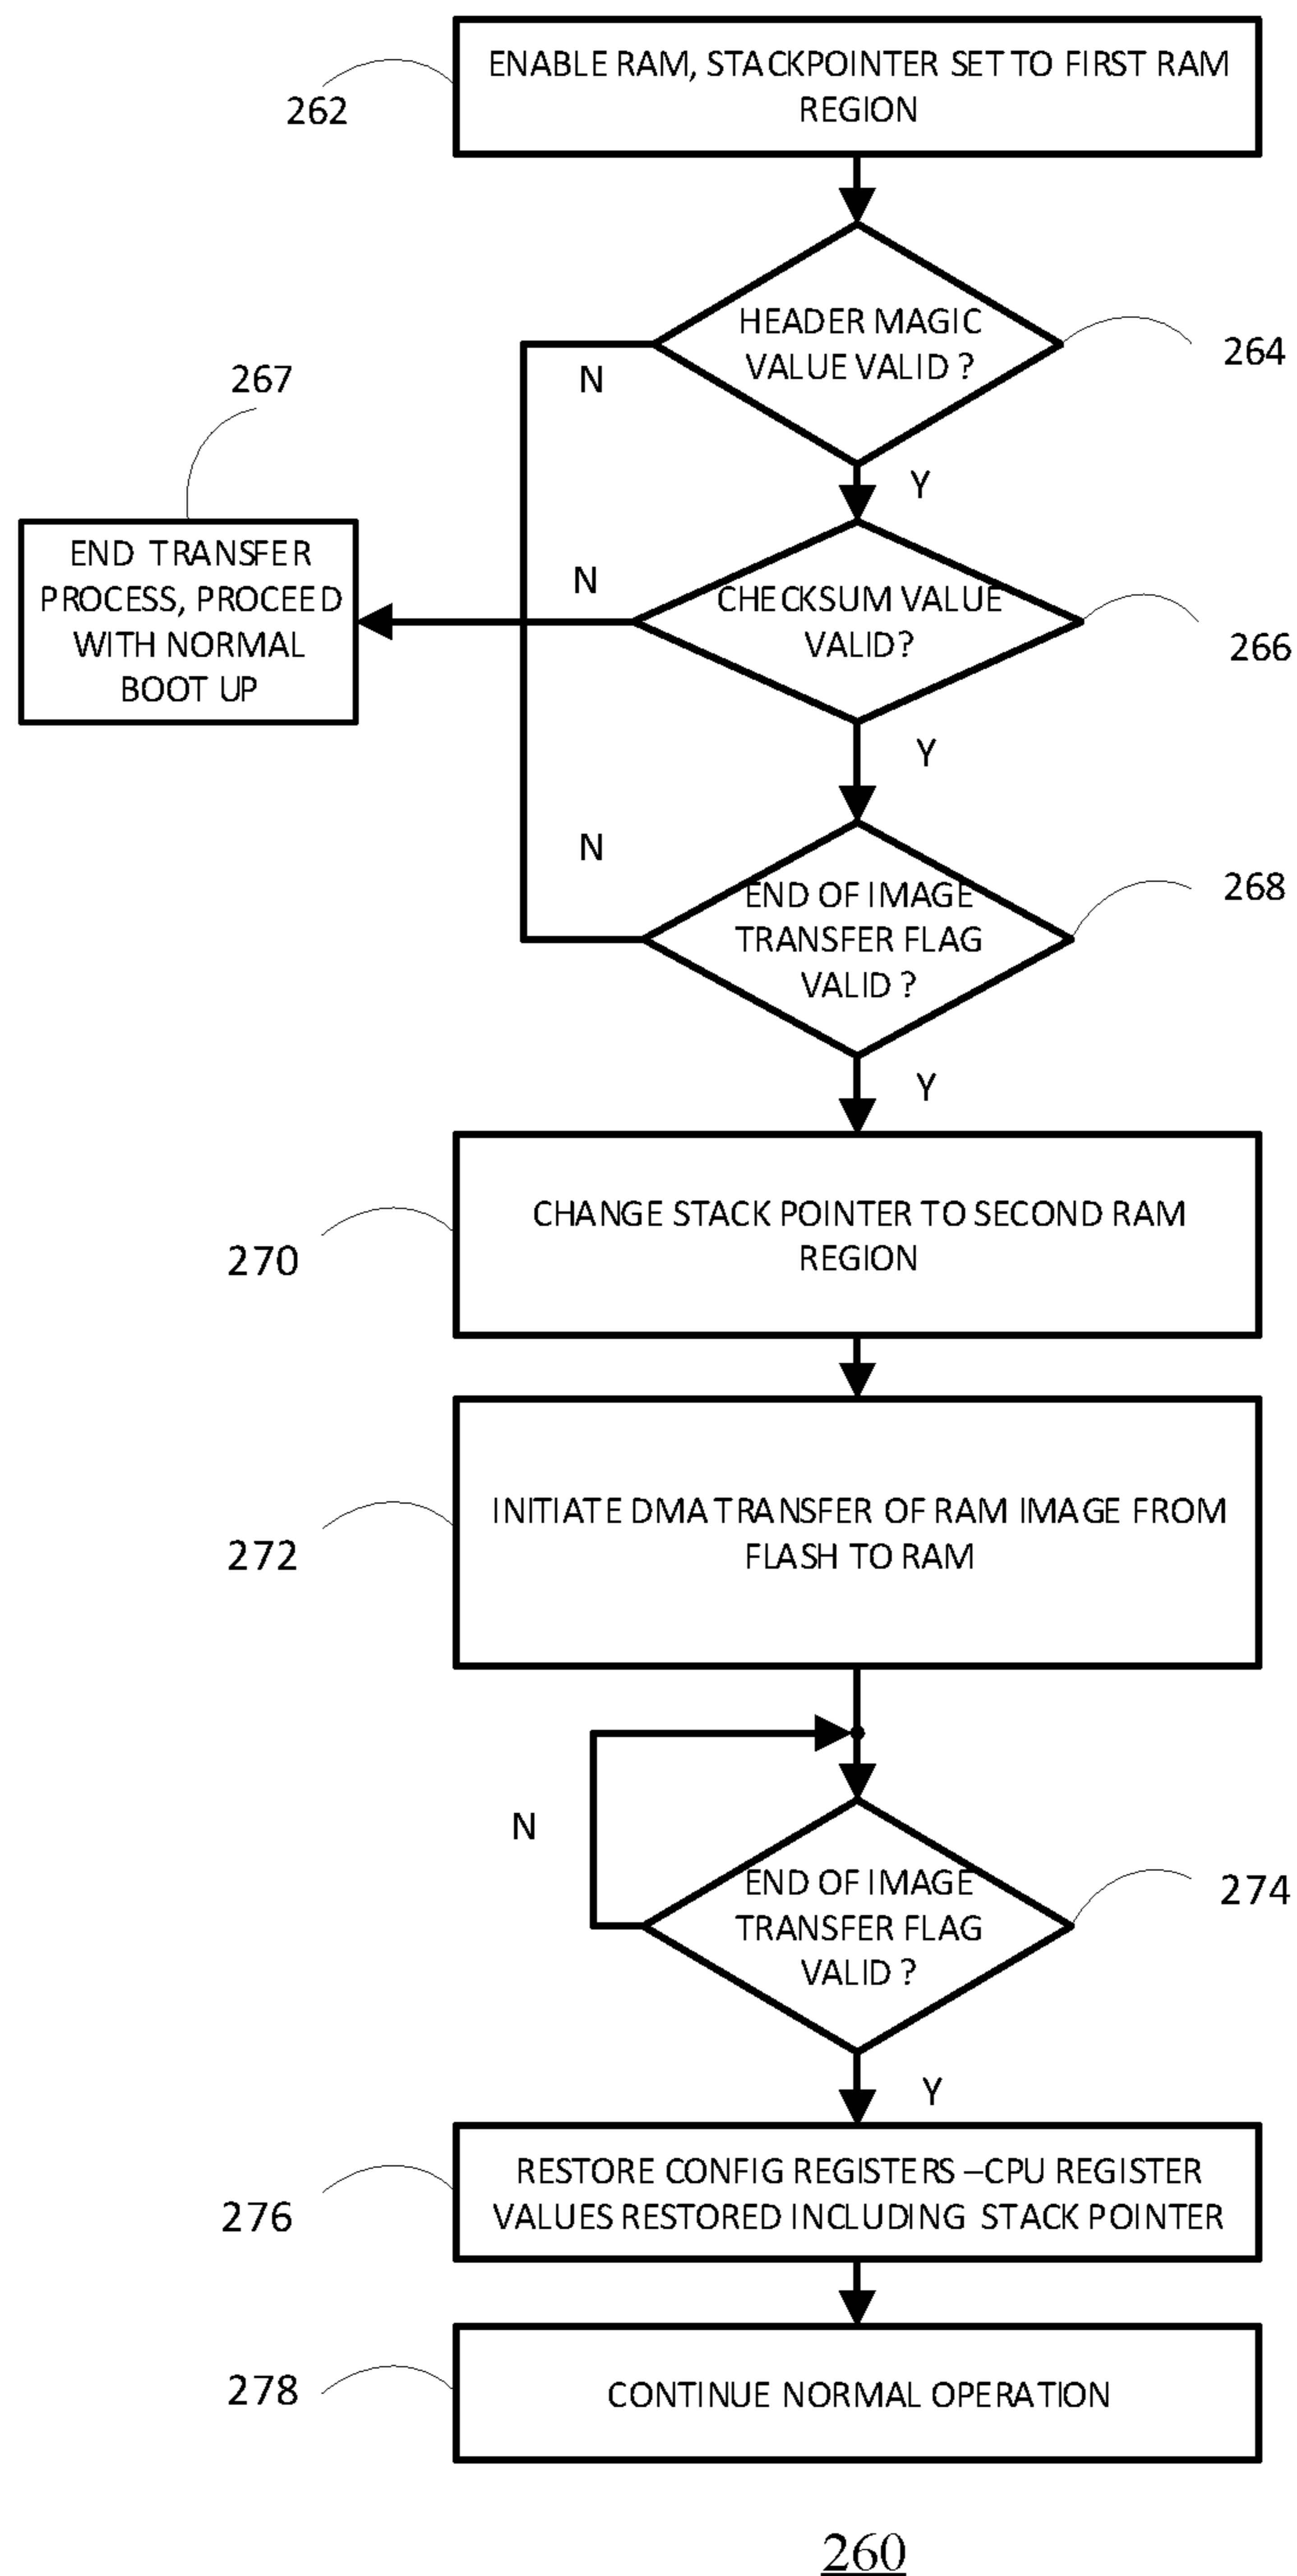 ENABLE RAM, STACKPOINTER SET TO FIRST RAM
REGION
262
HEADER MAGIC
VALUE VALID ?
264
N
Y
267
END TRANSFER
PROCESS, PROCEED
WITH NORMAL
BOOT UP
N
CHECKSUM VALUE
VALID?
266
Y
N
END OF IMAGE
TRANSFER FLAG
VALID ?
268
Y
CHANGE STACK POINTER TO SECOND RAM
REGION
270
INITIATE DMA TRANSFER OF RAM IMAGE FROM
FLASH TO RAM
272
N
END OF IMAGE
TRANSFER FLAG
VALID ?
274
Y
RESTORE CONFIG REGISTERS –CPU REGISTER
VALUES RESTORED INCLUDING STACK POINTER
276
CONTINUE NORMAL OPERATION
278
260